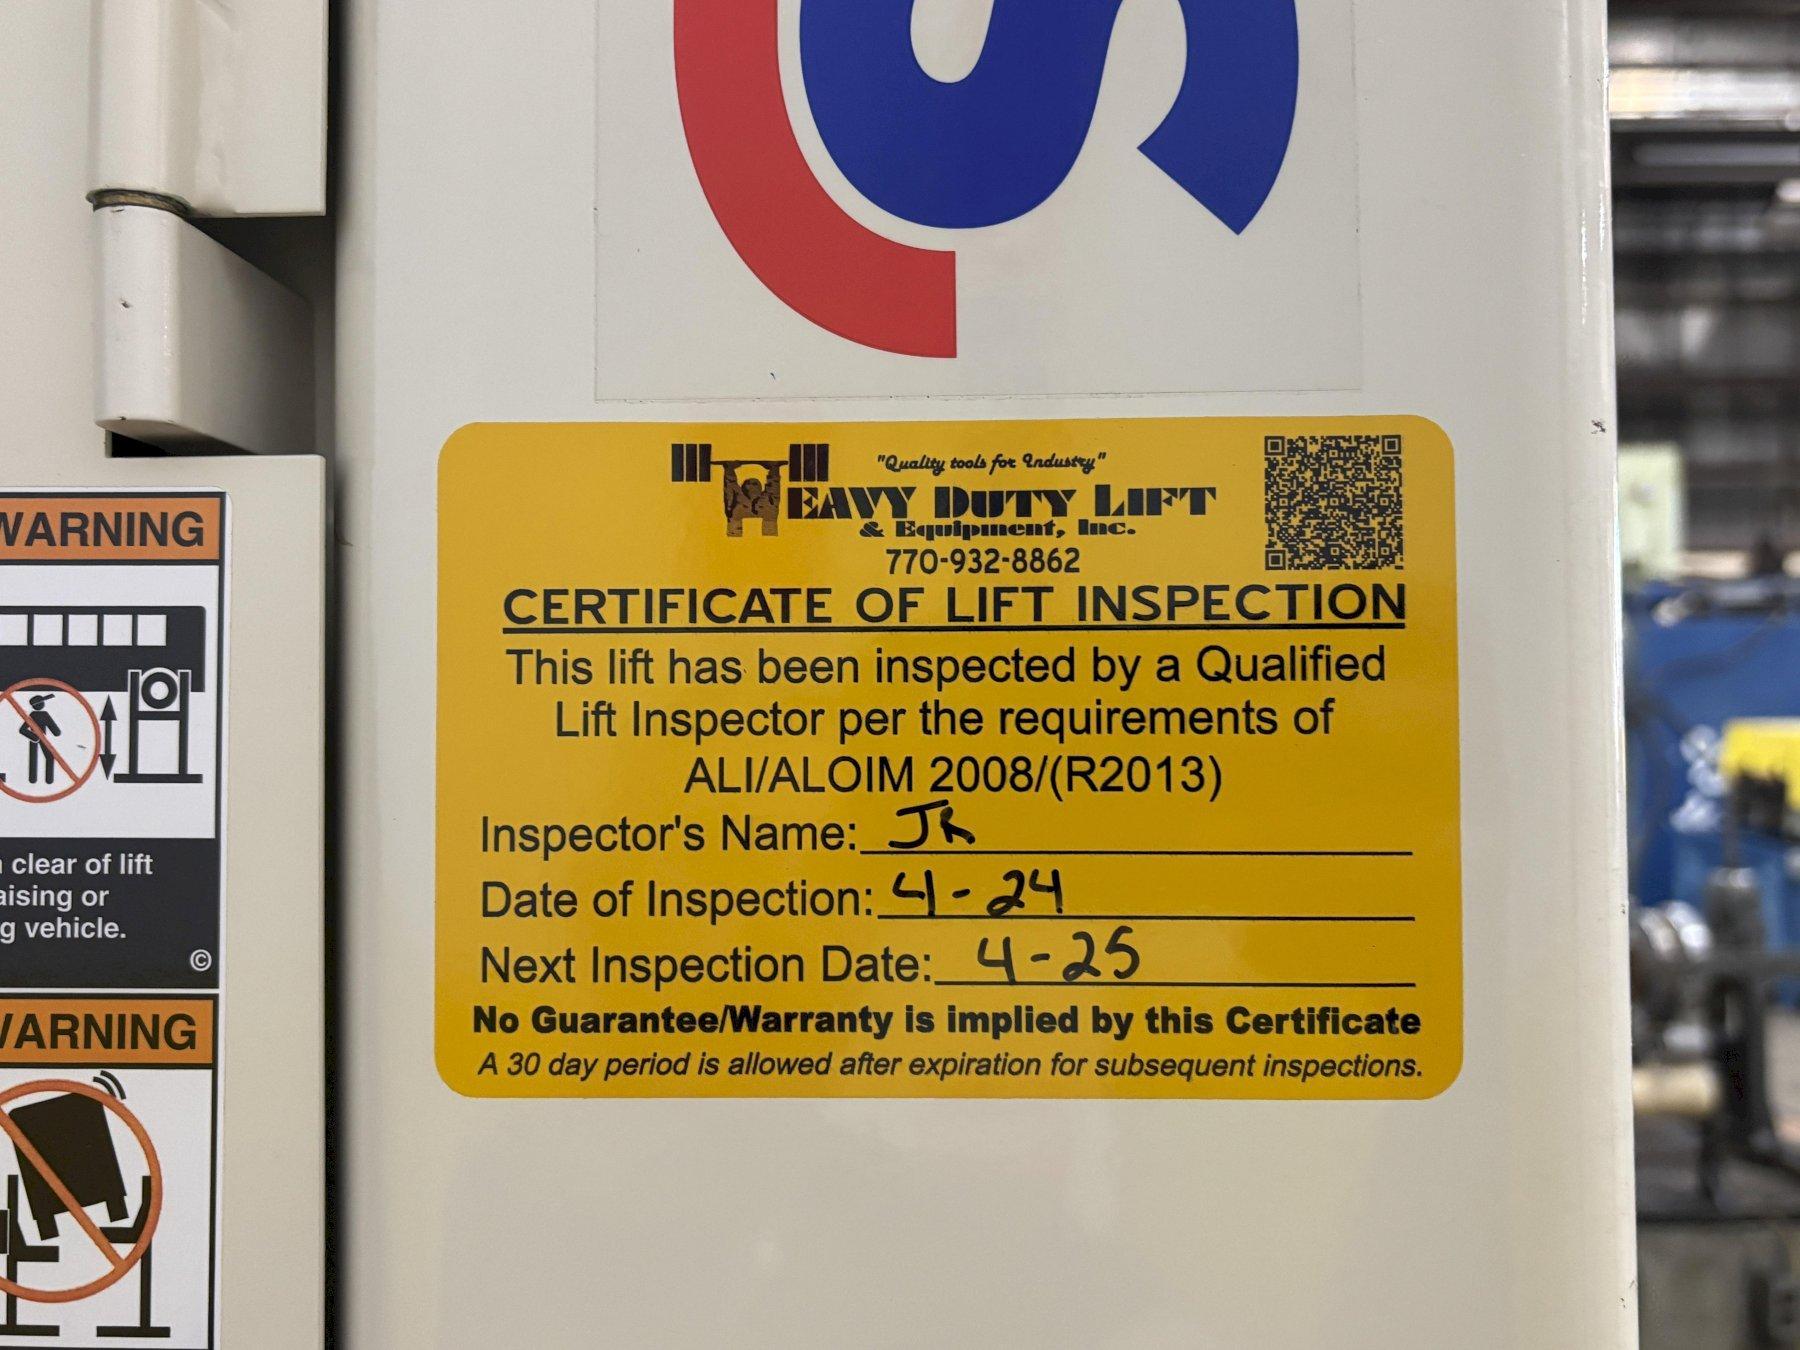 S
"Quality tools for Industry"
HEAVY DUTY LIFT
& Equipment, Inc.
770-932-8862
CERTIFICATE OF LIFT INSPECTION
This lift has been inspected by a Qualified
Lift Inspector per the requirements of
ALI/ALOIM 2008/(R2013)
Inspector's Name: JR
Date of Inspection: 4-24
Next Inspection Date: 4-25
No Guarantee/Warranty is implied by this Certificate
A 30 day period is allowed after expiration for subsequent inspections.
WARNING
clear of lift
aising or
g vehicle.
©
WARNING